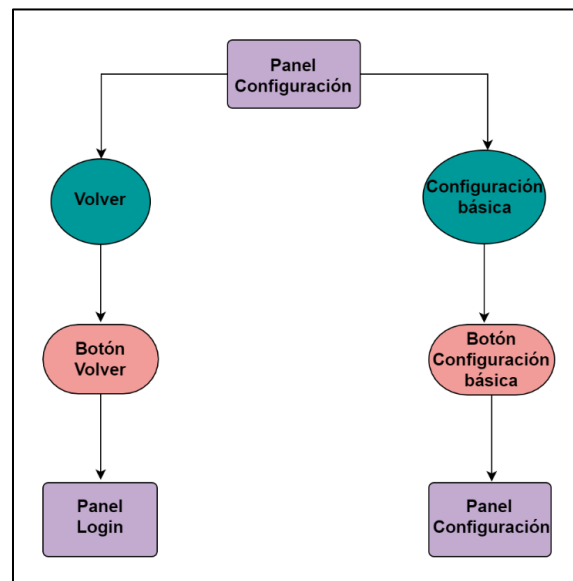 Panel
Configuración
Volver
Configuración
básica
Botón
Volver
Botón
Configuración
básica
Panel
Login
Panel
Configuración